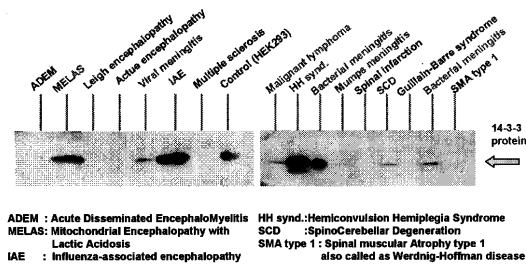 ADEM
MELAS
Leigh encephalopathy
Actue encephalopathy
Viral meningitis
IAE
Multiple sclerosis
Control (HEK293)
Malignant lymphoma
HH synd.
Bacterial meningitis
Mumps meningitis
Spinal infarction
SCD
Guillain-Barre syndrome
Bacterial meningitis
SMA type 1
14-3-3
protein
ADEM : Acute Disseminated EncephaloMyelitis
MELAS: Mitochondrial Encephalopathy with
Lactic Acidosis
IAE : Influenza-associated encephalopathy
HH synd.:Hemiconvulsion Hemiplegia Syndrome
SCD :SpinoCerebellar Degeneration
SMA type 1 : Spinal muscular Atrophy type 1
also called as Werdnig-Hoffman disease